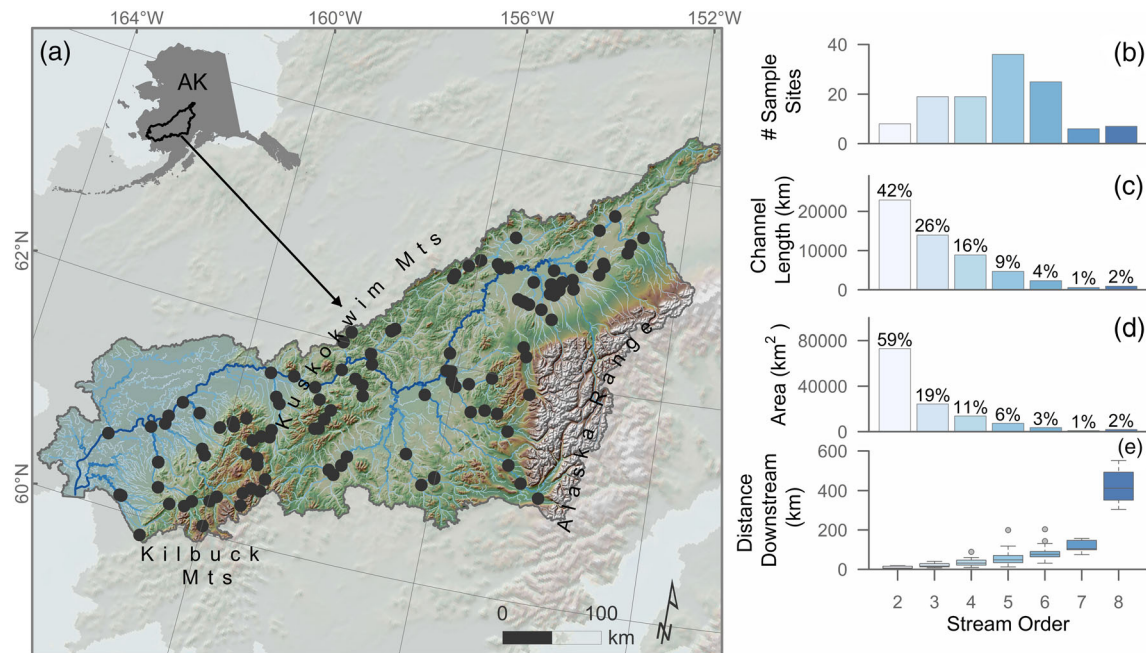 164°W
160°W
156°W
152°W
(a)
AK
62°N
60°N
Kuskokwim Mts
Alaska Range
Kilbuck
Mts
0 100
km
N
(b)
# Sample
Sites
40
20
0
(c)
Channel
Length (km)
20000
10000
0
42%
26%
16%
9%
4%
1%
2%
(d)
Area (km²)
80000
40000
0
59%
19%
11%
6%
3%
1%
2%
(e)
Distance
Downstream
(km)
600
400
200
0
2 3 4 5 6 7 8
Stream Order